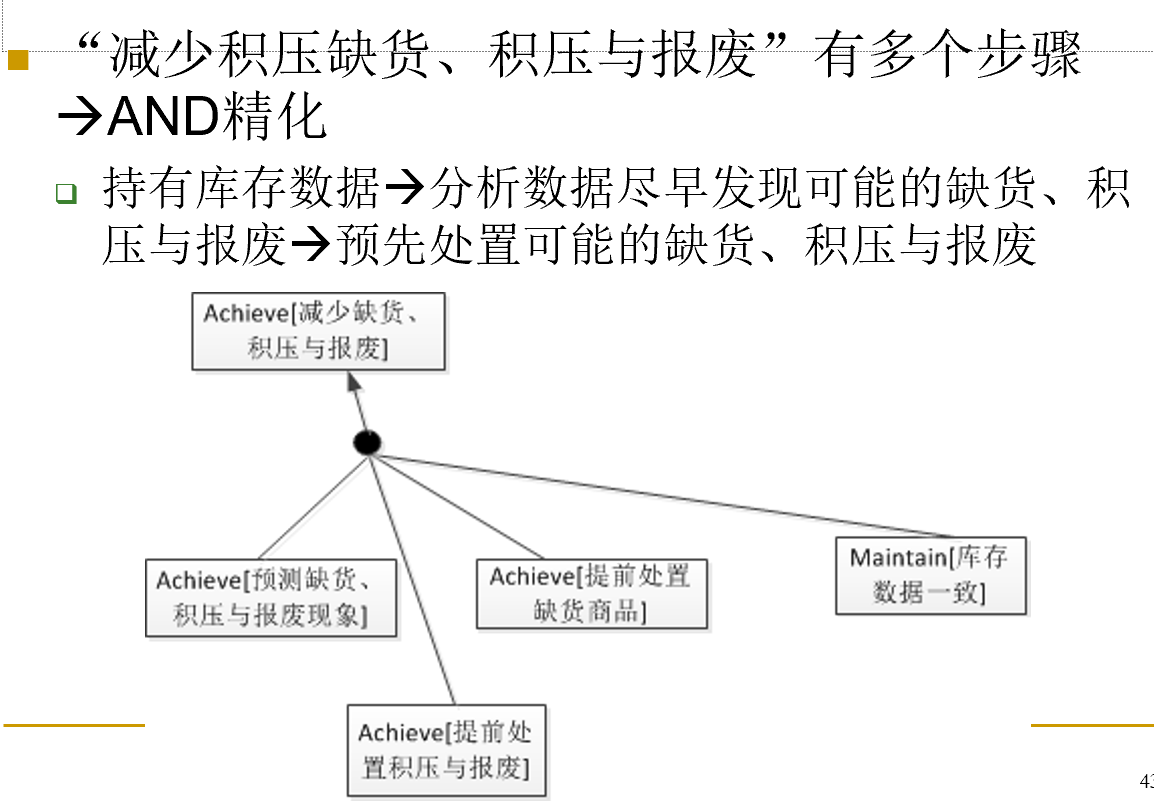 “减少积压缺货、积压与报废”有多个步骤
→AND精化
持有库存数据→分析数据尽早发现可能的缺货、积
压与报废→预先处置可能的缺货、积压与报废
Achieve[减少缺货、
积压与报废]
Achieve[预测缺货、
积压与报废现象]
Achieve[提前处置
缺货商品]
Maintain[库存
数据一致]
Achieve[提前处
置积压与报废]
43